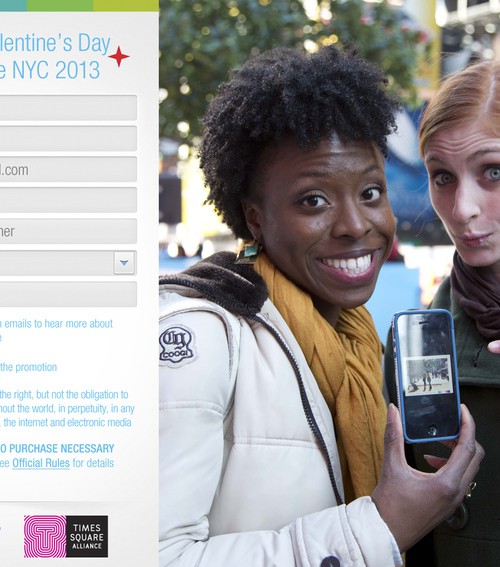 lentine's Day
e NYC 2013
l.com
ner
n emails to hear more about
e
the promotion
the right, but not the obligation to
hout the world, in perpetuity, in any
, the internet and electronic media
O PURCHASE NECESSARY
ee Official Rules for details
TIMES
SQUARE
ALLIANCE
COOGI